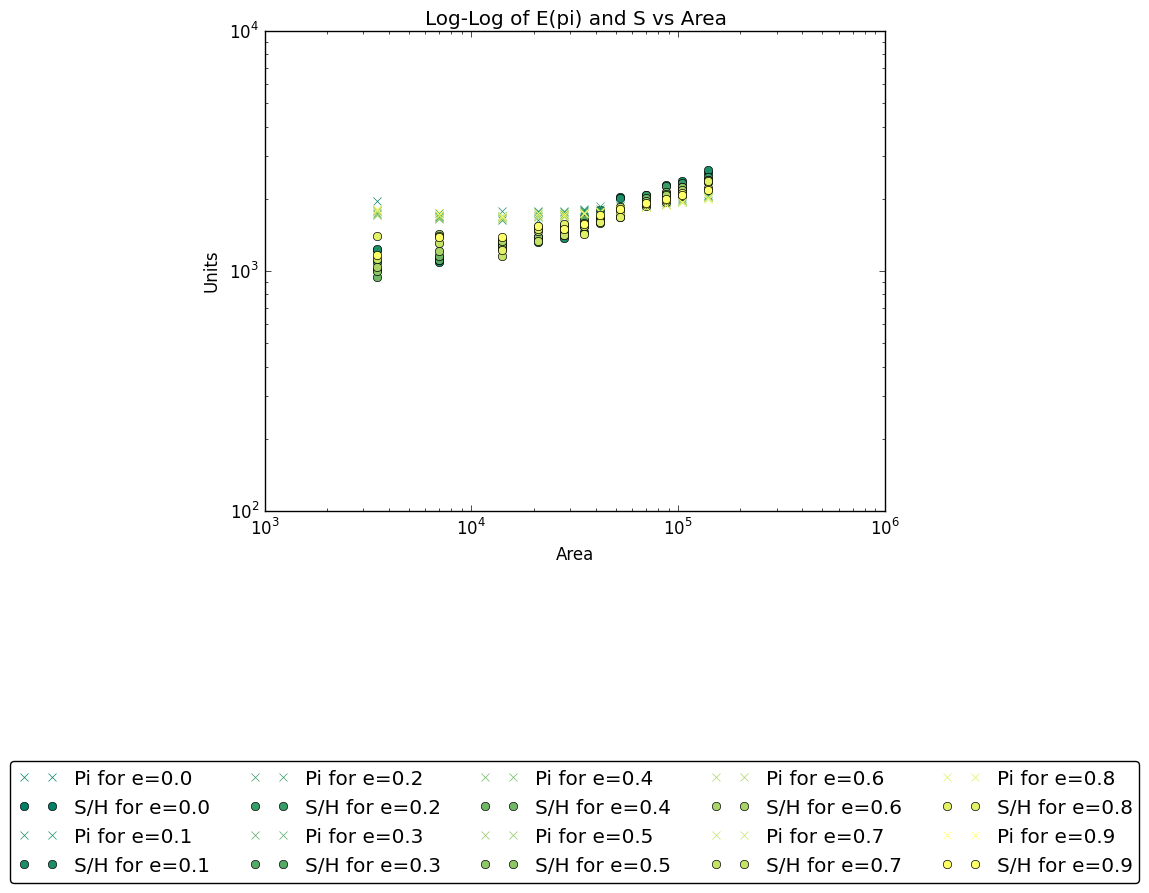 Log-Log of E(pi) and S vs Area
10^4
10^3
10^2
Units
10^3 10^4 10^5 10^6
Area
Pi for e=0.0 Pi for e=0.2 Pi for e=0.4 Pi for e=0.6 Pi for e=0.8
S/H for e=0.0 S/H for e=0.2 S/H for e=0.4 S/H for e=0.6 S/H for e=0.8
Pi for e=0.1 Pi for e=0.3 Pi for e=0.5 Pi for e=0.7 Pi for e=0.9
S/H for e=0.1 S/H for e=0.3 S/H for e=0.5 S/H for e=0.7 S/H for e=0.9